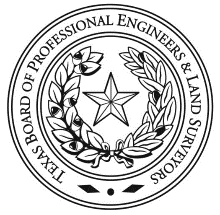 TEXAS BOARD OF PROFESSIONAL ENGINEERS & LAND SURVEYORS